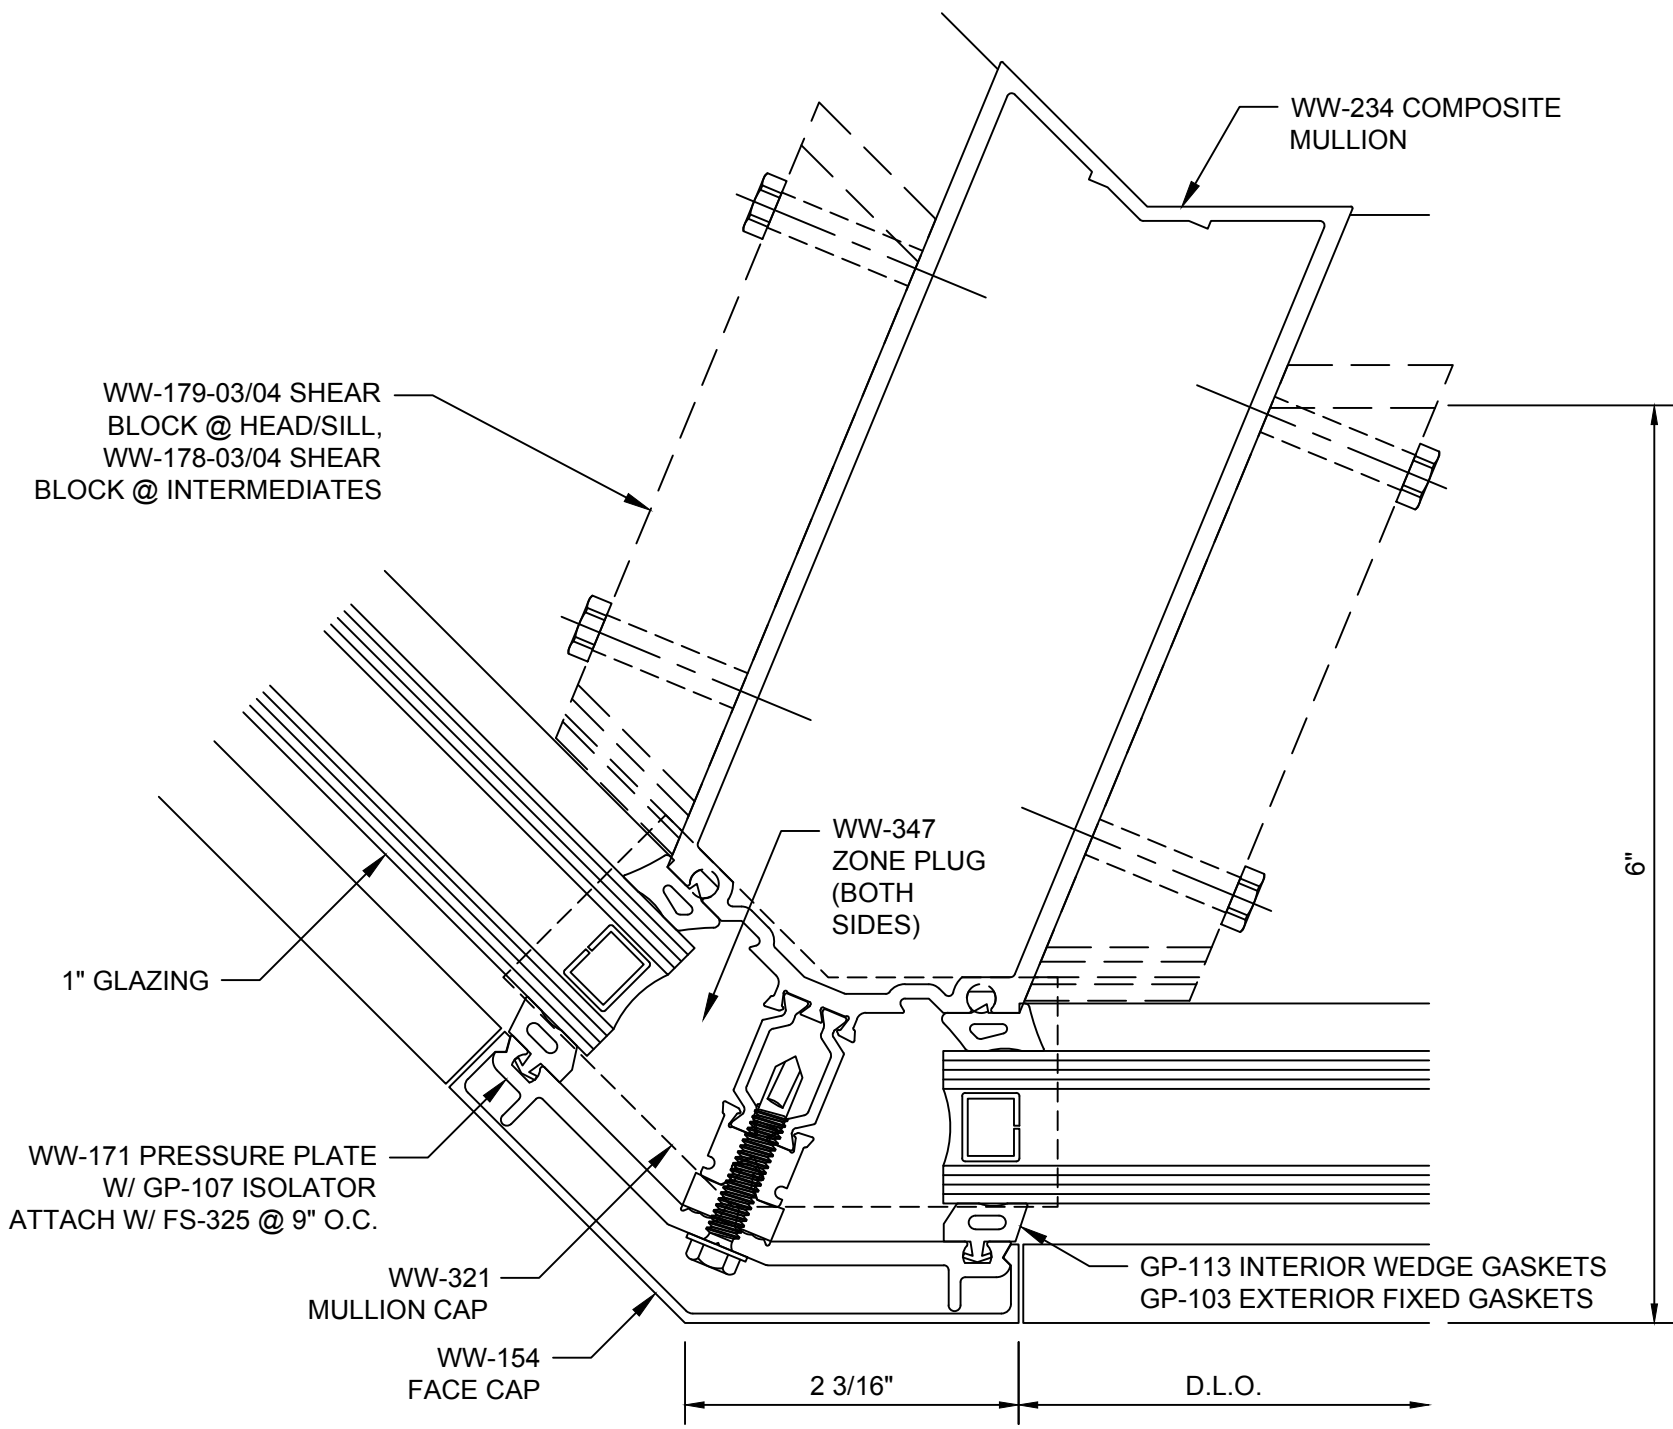 WW-234 COMPOSITE
MULLION
WW-179-03/04 SHEAR
BLOCK @ HEAD/SILL,
WW-178-03/04 SHEAR
BLOCK @ INTERMEDIATES
6"
WW-347
ZONE PLUG
(BOTH
SIDES)
1" GLAZING
WW-171 PRESSURE PLATE
W/ GP-107 ISOLATOR
ATTACH W/ FS-325 @ 9" O.C.
WW-321
MULLION CAP
GP-113 INTERIOR WEDGE GASKETS
GP-103 EXTERIOR FIXED GASKETS
WW-154
FACE CAP
2 3/16"
D.L.O.